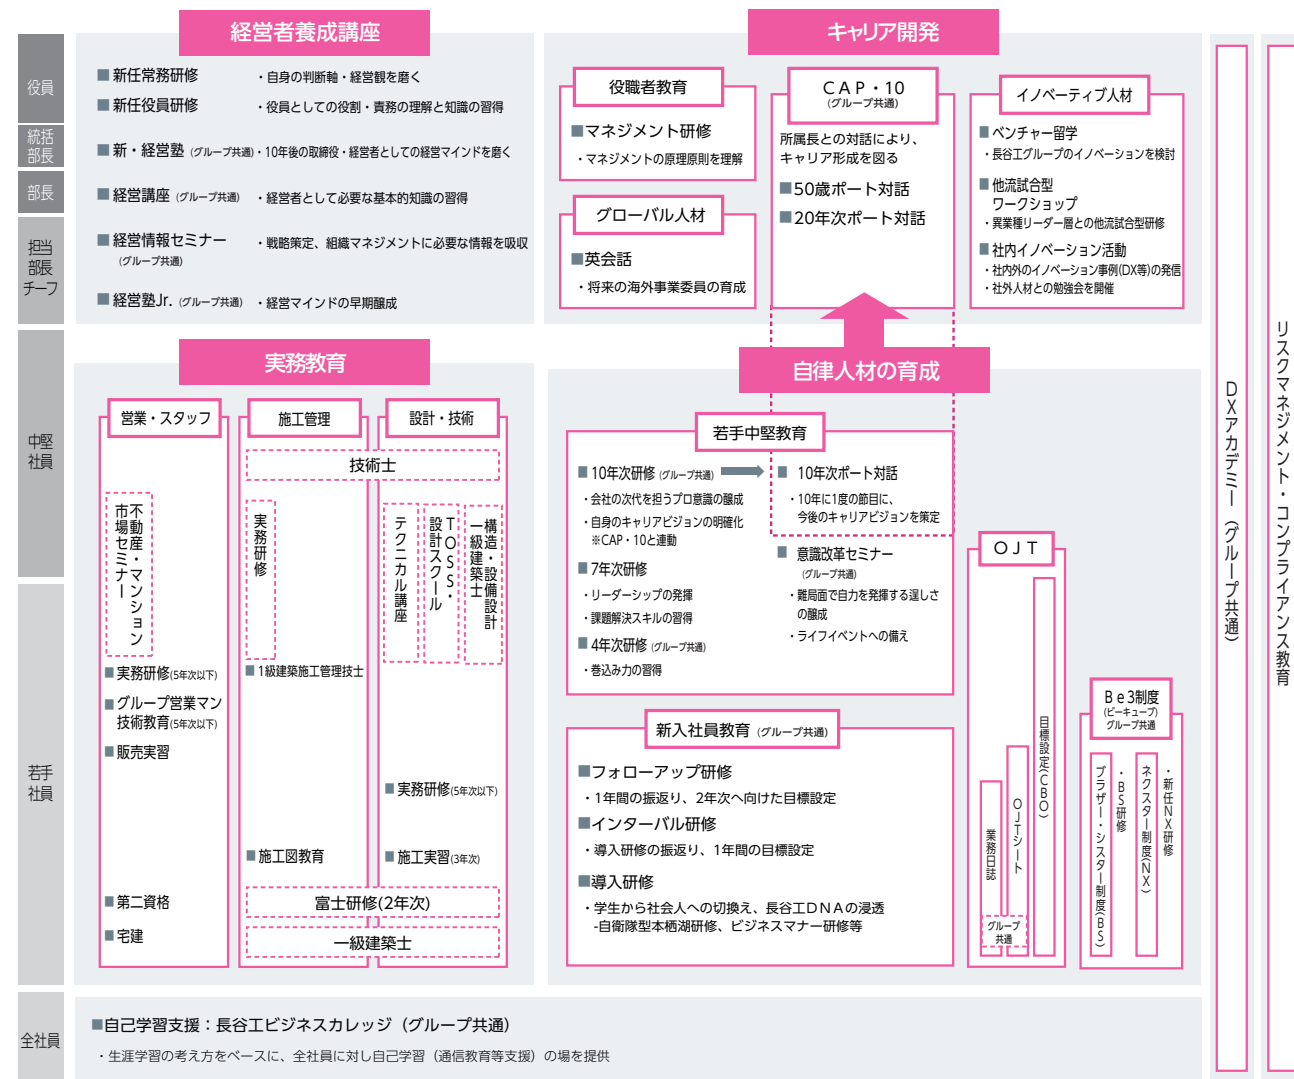 経営者養成講座
キャリア開発
役員
統括
部長
部長
担当
部長
チーフ
中堅
社員
若手
社員
全社員
■新任常務研修 ・自身の判断軸・経営観を磨く
■新任役員研修 ・役員としての役割・責務の理解と知識の習得
■新・経営塾 (グループ共通)・10年後の取締役・経営者としての経営マインドを磨く
■経営講座 (グループ共通) ・経営者として必要な基本的知識の習得
■経営情報セミナー ・戦略策定、組織マネジメントに必要な情報を吸収
(グループ共通)
■経営塾Jr. (グループ共通) ・経営マインドの早期醸成
役職者教育
■マネジメント研修
・マネジメントの原理原則を理解
グローバル人材
■英会話
・将来の海外事業委員の育成
CAP・10
(グループ共通)
所属長との対話により、
キャリア形成を図る
■50歳ポート対話
■20年次ポート対話
イノベーティブ人材
■ベンチャー留学
・長谷工グループのイノベーションを検討
■他流試合型
ワークショップ
・異業種リーダー層との他流試合型研修
■社内イノベーション活動
・社内外のイノベーション事例(DX等)の発信
・社外人材との勉強会を開催
実務教育
営業・スタッフ
施工管理
設計・技術
技術士
不動産・マンション
市場セミナー
実務研修
テクニカル講座
TOSS・
設計スクール
構造・設備設計
一級建築士
■実務研修(5年次以下)
■グループ営業マン
技術教育(5年次以下)
■販売実習
■第二資格
■宅建
■1級建築施工管理技士
■施工図教育
■実務研修(5年次以下)
■施工実習(3年次)
富士研修(2年次)
一級建築士
自律人材の育成
若手中堅教育
■10年次研修 (グループ共通)
・会社の次代を担うプロ意識の醸成
・自身のキャリアビジョンの明確化
※CAP・10と連動
■7年次研修
・リーダーシップの発揮
・課題解決スキルの習得
■4年次研修 (グループ共通)
・巻込み力の習得
■10年次ポート対話
・10年に1度の節目に、
今後のキャリアビジョンを策定
■意識改革セミナー
(グループ共通)
・難局面で自力を発揮する逞しさ
の醸成
・ライフイベントへの備え
新入社員教育 (グループ共通)
■フォローアップ研修
・1年間の振返り、2年次へ向けた目標設定
■インターバル研修
・導入研修の振返り、1年間の目標設定
■導入研修
・学生から社会人への切換え、長谷工DNAの浸透
-自衛隊型本栖湖研修、ビジネスマナー研修等
OJT
業務日誌
OJTシート
目標設定(CBO)
グループ
共通
Be3制度
(ビーキューブ)
グループ共通
ブラザー・シスター制度(BS)
・BS研修
ネクスター制度(NX)
・新任NX研修
DXアカデミー（グループ共通）
リスクマネジメント・コンプライアンス教育
■自己学習支援：長谷工ビジネスカレッジ（グループ共通）
・生涯学習の考え方をベースに、全社員に対し自己学習（通信教育等支援）の場を提供